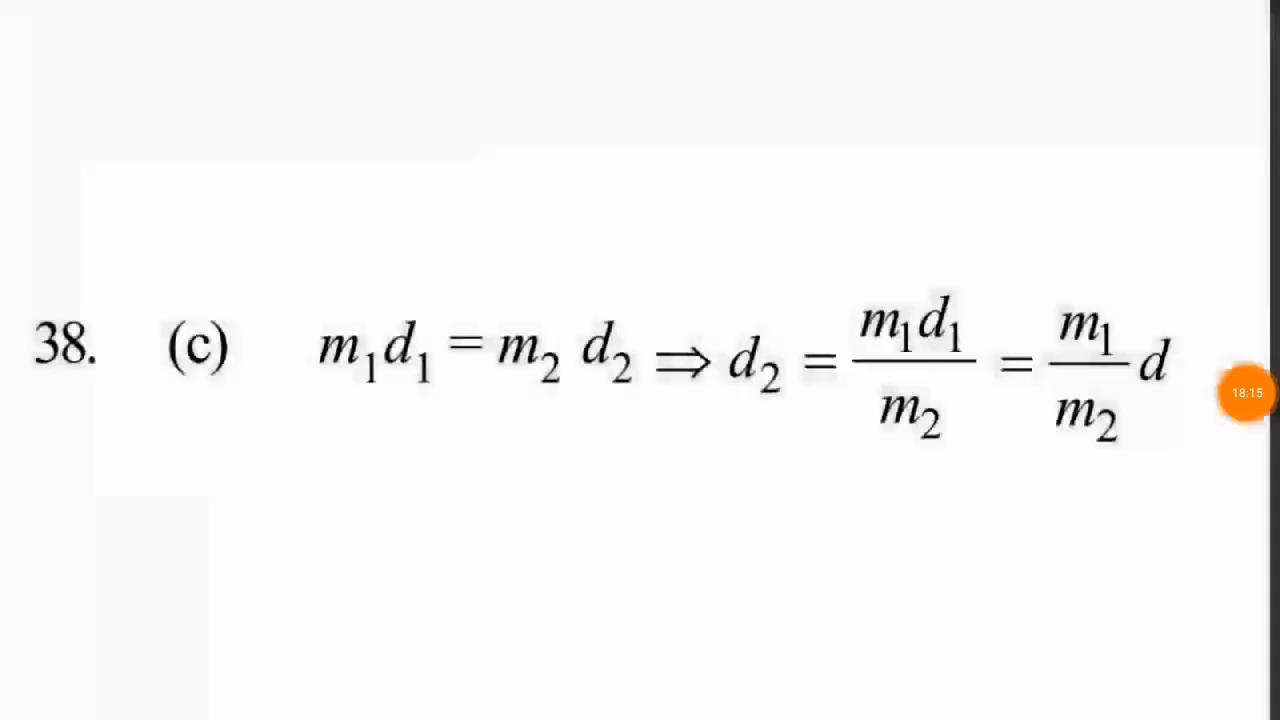 38. (c) m₁d₁ = m₂ d₂ ⇒ d₂ = m₁d₁/m₂ = m₁/m₂ d
18:15